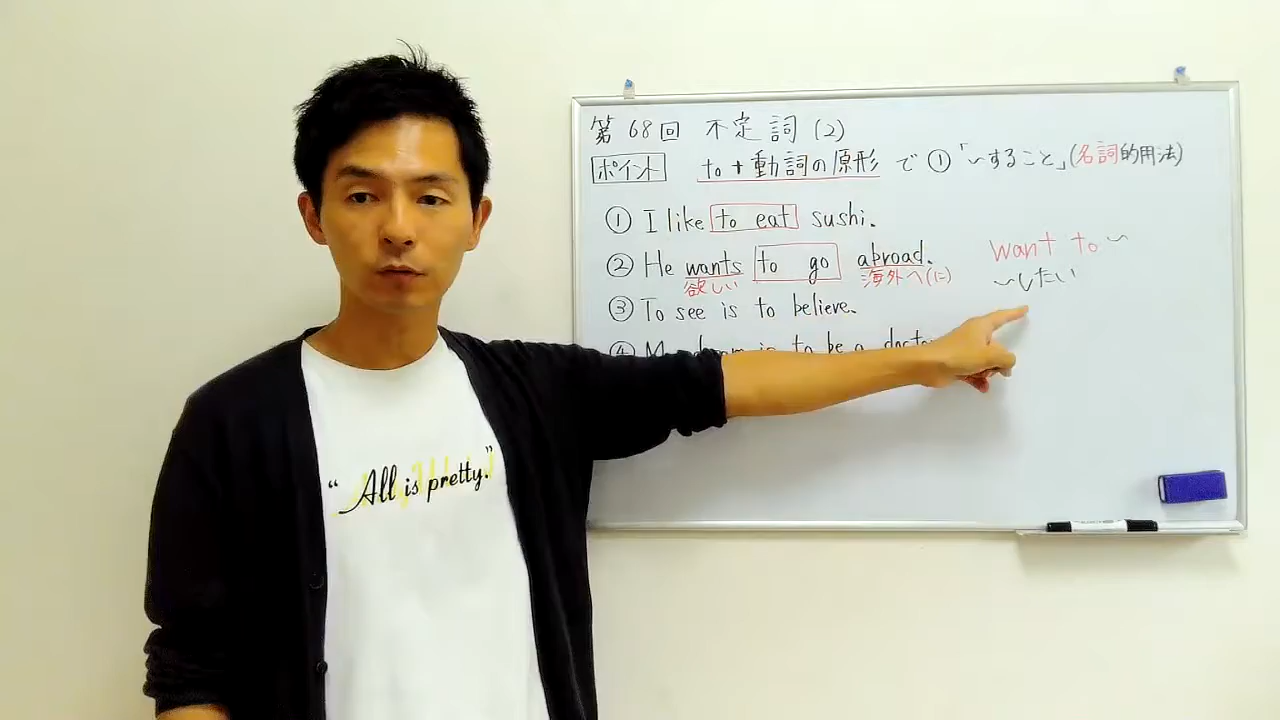 第68回 不定詞(2)
ポイント to+動詞の原形で①「~すること」(名詞的用法)
① I like to eat sushi.
② He wants to go abroad.
欲しい 海外へ(に)
want to ~
~したい
③ To see is to believe.
④ My dream is to be a doctor
“All is pretty.”